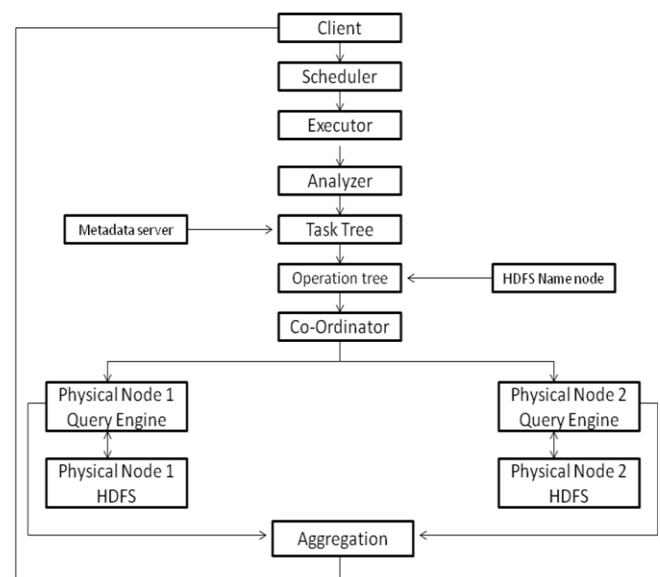 Client
Scheduler
Executor
Analyzer
Metadata server
Task Tree
Operation tree
HDFS Name node
Co-Ordinator
Physical Node 1
Query Engine
Physical Node 2
Query Engine
Physical Node 1
HDFS
Physical Node 2
HDFS
Aggregation